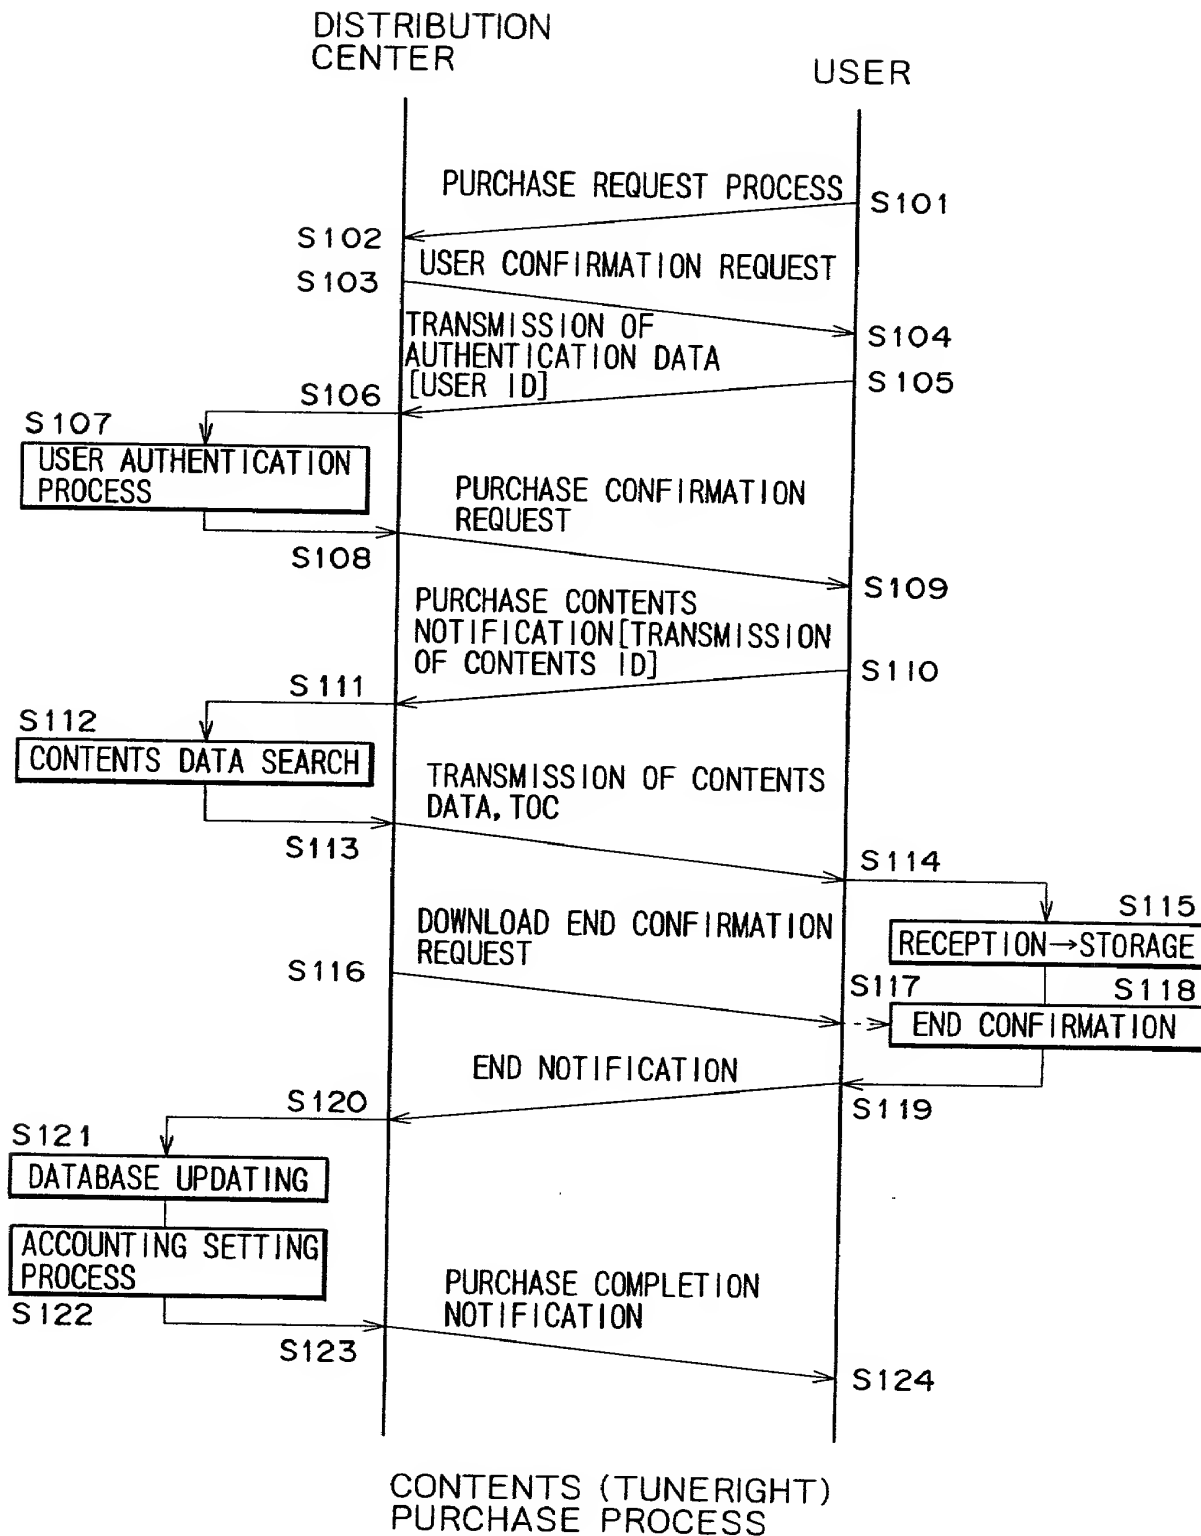 DISTRIBUTION
CENTER
USER
PURCHASE REQUEST PROCESS
S101
S102
USER CONFIRMATION REQUEST
S103
TRANSMISSION OF
AUTHENTICATION DATA
[USER ID]
S104
S105
S106
S107
USER AUTHENTICATION
PROCESS
PURCHASE CONFIRMATION
REQUEST
S108
S109
PURCHASE CONTENTS
NOTIFICATION[TRANSMISSION
OF CONTENTS ID]
S110
S111
S112
CONTENTS DATA SEARCH
TRANSMISSION OF CONTENTS
DATA,TOC
S113
S114
S115
RECEPTION→STORAGE
DOWNLOAD END CONFIRMATION
REQUEST
S116
S117
S118
END CONFIRMATION
END NOTIFICATION
S119
S120
S121
DATABASE UPDATING
ACCOUNTING SETTING
PROCESS
S122
PURCHASE COMPLETION
NOTIFICATION
S123
S124
CONTENTS (TUNERIGHT)
PURCHASE PROCESS